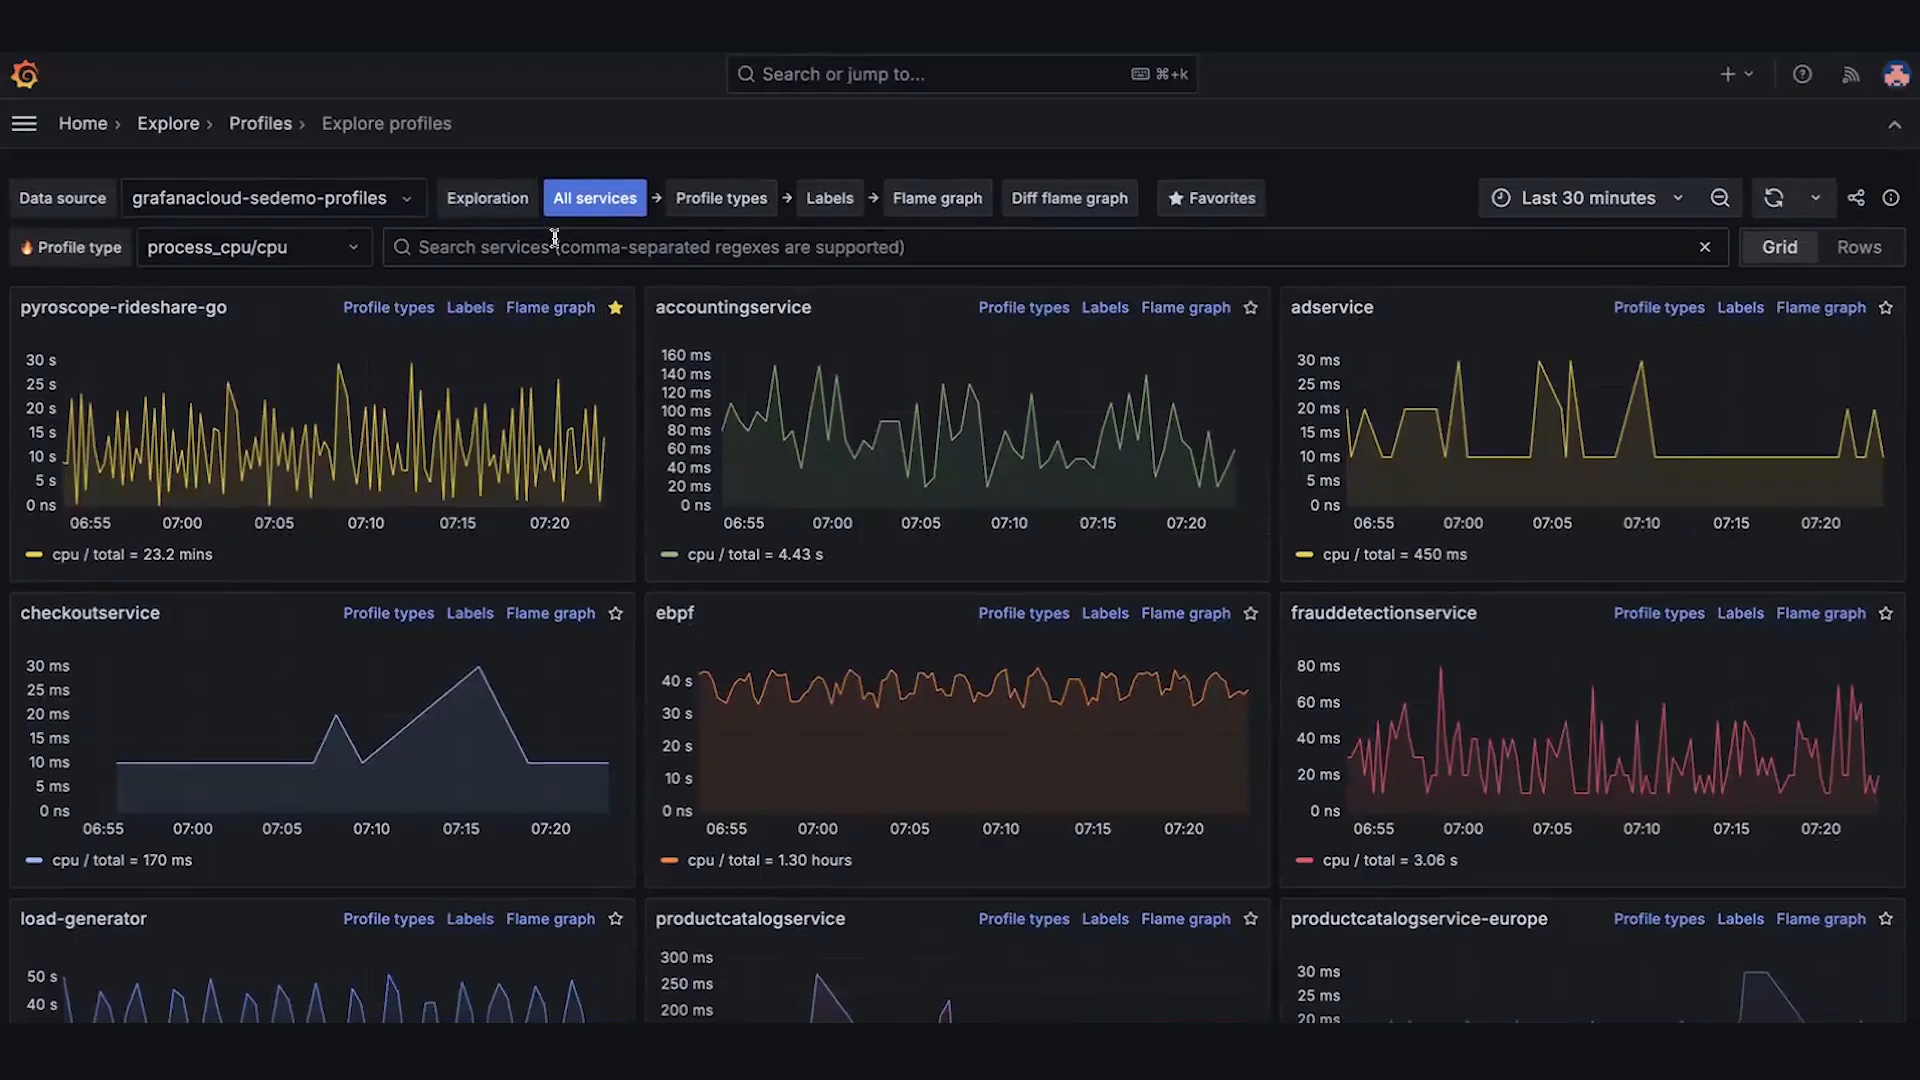 Search or jump to... ⌘+k
Home › Explore › Profiles › Explore profiles
Data source grafanacloud-sedemo-profiles Exploration All services → Profile types → Labels → Flame graph Diff flame graph ★ Favorites Last 30 minutes
Profile type process_cpu/cpu Search services (comma-separated regexes are supported) Grid Rows
pyroscope-rideshare-go Profile types Labels Flame graph
30 s
25 s
20 s
15 s
10 s
5 s
0 ns
06:55 07:00 07:05 07:10 07:15 07:20
cpu / total = 23.2 mins
accountingservice Profile types Labels Flame graph
160 ms
140 ms
120 ms
100 ms
80 ms
60 ms
40 ms
20 ms
0 ns
06:55 07:00 07:05 07:10 07:15 07:20
cpu / total = 4.43 s
adservice Profile types Labels Flame graph
30 ms
25 ms
20 ms
15 ms
10 ms
5 ms
0 ns
06:55 07:00 07:05 07:10 07:15 07:20
cpu / total = 450 ms
checkoutservice Profile types Labels Flame graph
30 ms
25 ms
20 ms
15 ms
10 ms
5 ms
0 ns
06:55 07:00 07:05 07:10 07:15 07:20
cpu / total = 170 ms
ebpf Profile types Labels Flame graph
40 s
30 s
20 s
10 s
0 ns
06:55 07:00 07:05 07:10 07:15 07:20
cpu / total = 1.30 hours
frauddetectionservice Profile types Labels Flame graph
80 ms
60 ms
40 ms
20 ms
0 ns
06:55 07:00 07:05 07:10 07:15 07:20
cpu / total = 3.06 s
load-generator Profile types Labels Flame graph
50 s
40 s
productcatalogservice Profile types Labels Flame graph
300 ms
250 ms
200 ms
productcatalogservice-europe Profile types Labels Flame graph
30 ms
25 ms
20 ms